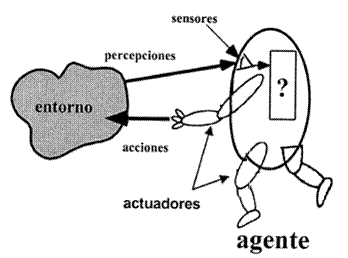 sensores
percepciones
?
entorno
acciones
actuadores
agente